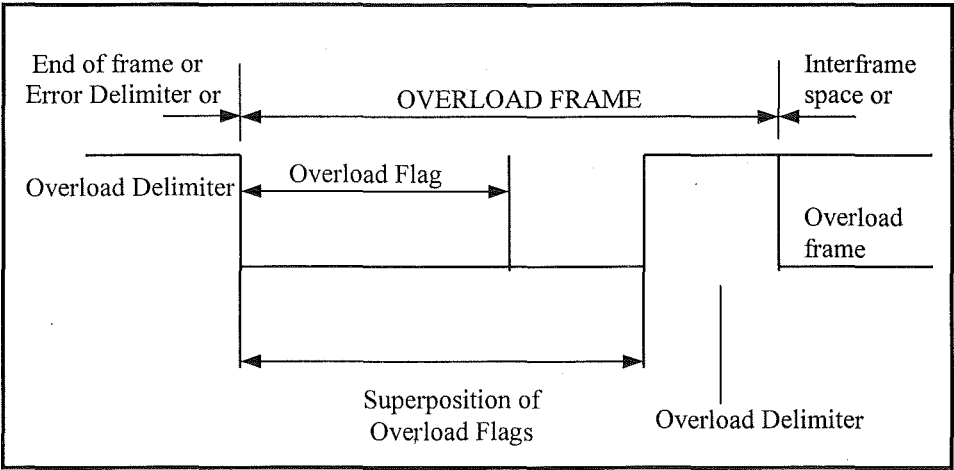 End of frame or
Error Delimiter or
OVERLOAD FRAME
Interframe
space or
Overload Delimiter
Overload Flag
Overload
frame
Superposition of
Overload Flags
Overload Delimiter